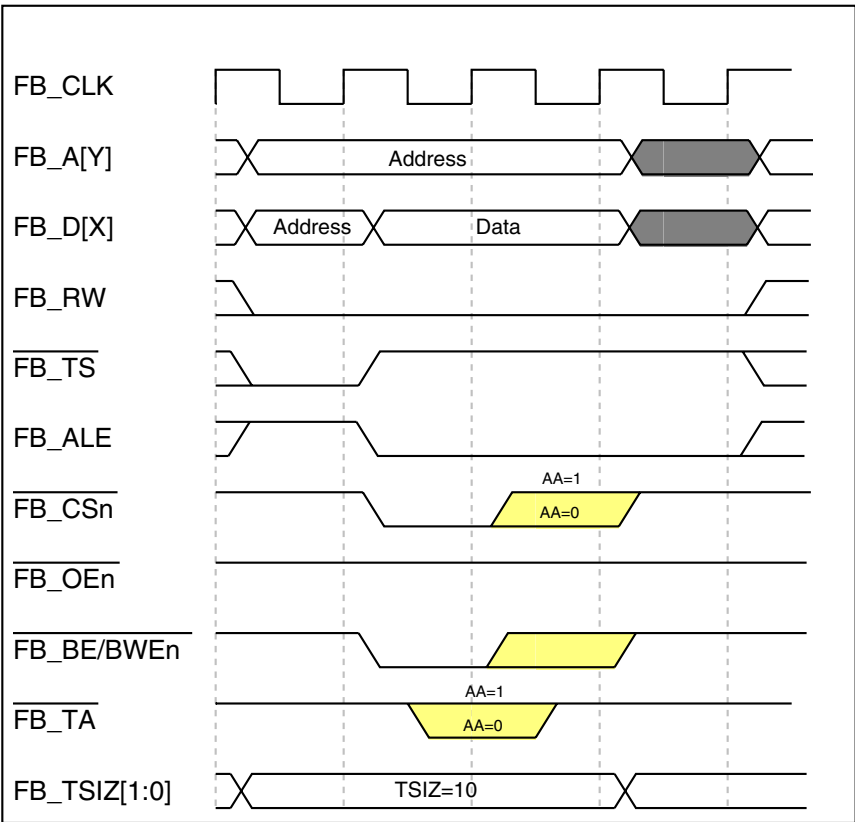 FB_CLK
FB_A[Y] Address
FB_D[X] Address Data
FB_RW
FB_TS
FB_ALE
AA=1
FB_CSn AA=0
FB_OEn
FB_BE/BWEn
AA=1
FB_TA AA=0
FB_TSIZ[1:0] TSIZ=10